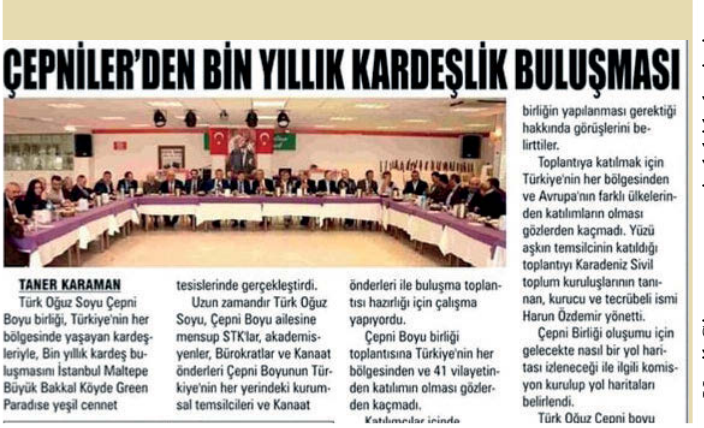 ÇEPNİLER'DEN BİN YILLIK KARDEŞLİK BULUŞMASI
TANER KARAMAN
Türk Oğuz Soyu Çepni
Boyu birliği, Türkiye'nin her
bölgesinde yaşayan kardeş-
leriyle, Bin yıllık kardeş bu-
luşmasını İstanbul Maltepe
Büyük Bakkal Köyde Green
Paradise yeşil cennet
tesislerinde gerçekleştirdi.
Uzun zamandır Türk Oğuz
Soyu, Çepni Boyu ailesine
mensup STK'lar, akademis-
yenler, Bürokratlar ve Kanaat
önderleri Çepni Boyunun Tür-
kiye'nin her yerindeki kurum-
sal temsilcileri ve Kanaat
önderleri ile buluşma toplan-
tısı hazırlığı için çalışma
yapıyordu.
Çepni Boyu birliği
toplantısına Türkiye'nin her
bölgesinden ve 41 vilayetin-
den katılımın olması gözler-
den kaçmadı.
Katılımcılar içinde
birliğin yapılanması gerektiği
hakkında görüşlerini be-
lirttiler.
Toplantıya katılmak için
Türkiye'nin her bölgesinden
ve Avrupa'nın farklı ülkelerin-
den katılımların olması
gözlerden kaçmadı. Yüzü
aşkın temsilcinin katıldığı
toplantıyı Karadeniz Sivil
toplum kuruluşlarının tanı-
nan, kurucu ve tecrübeli ismi
Harun Özdemir yönetti.
Çepni Birliği oluşumu için
gelecekte nasıl bir yol hari-
tası izleneceği ile ilgili komis-
yon kurulup yol haritaları
belirlendi.
Türk Oğuz Çepni boyu